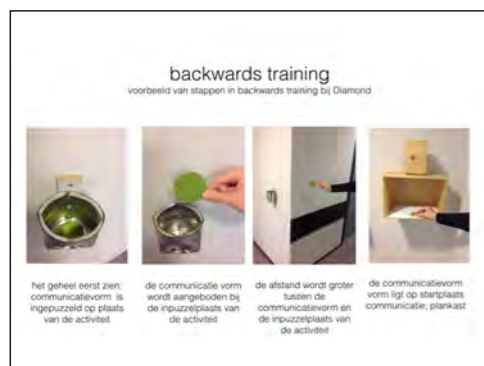 backwards training
voorbeeld van stappen in backwards training bij Diamond
het geheel eerst zien:
communicatievorm is
ingepuzzeld op plaats
van de activiteit
de communicatie vorm
wordt aangeboden bij
de inpuzzelplaats van
de activiteit
de afstand wordt groter
tussen de
communicatievorm en
de inpuzzelplaats van
de activiteit
de communicatievorm
vorm ligt op startplaats
communicatie; plankast